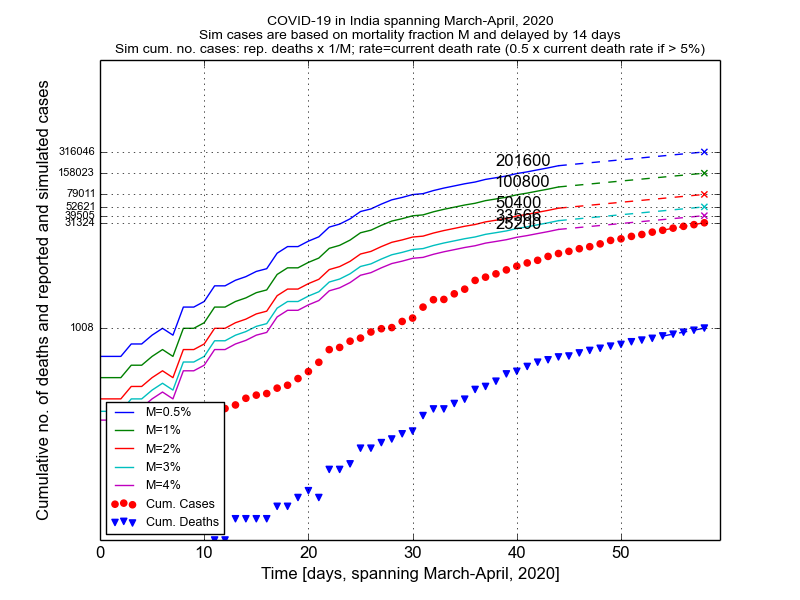 COVID-19 in India spanning March-April, 2020
Sim cases are based on mortality fraction M and delayed by 14 days
Sim cum. no. cases: rep. deaths x 1/M; rate=current death rate (0.5 x current death rate if > 5%)
Cumulative no. of deaths and reported and simulated cases
316046
158023
79011
52621
39505
31324
1008
201600
100800
50400
33566
25200
M=0.5%
M=1%
M=2%
M=3%
M=4%
Cum. Cases
Cum. Deaths
0 10 20 30 40 50
Time [days, spanning March-April, 2020]